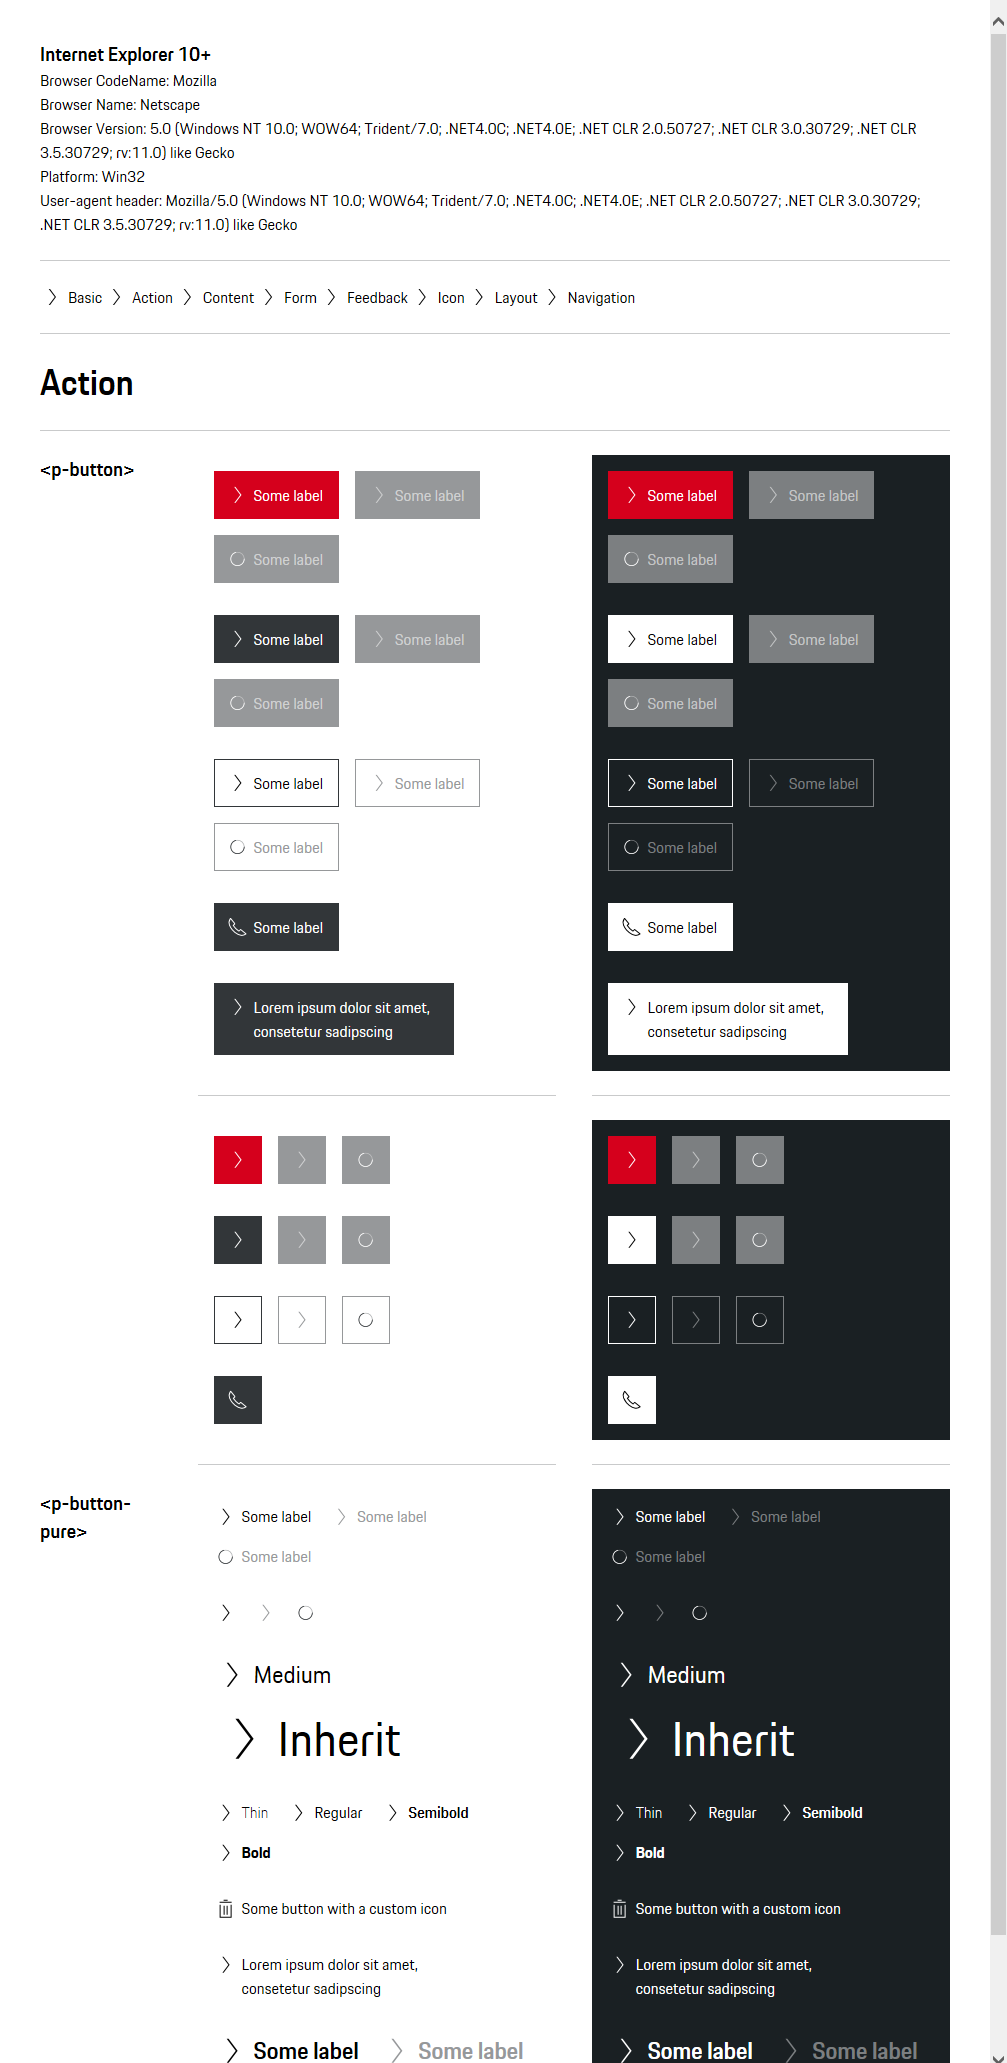 Internet Explorer 10+
Browser CodeName: Mozilla
Browser Name: Netscape
Browser Version: 5.0 (Windows NT 10.0; WOW64; Trident/7.0; .NET4.0C; .NET4.0E; .NET CLR 2.0.50727; .NET CLR 3.0.30729; .NET CLR
3.5.30729; rv:11.0) like Gecko
Platform: Win32
User-agent header: Mozilla/5.0 (Windows NT 10.0; WOW64; Trident/7.0; .NET4.0C; .NET4.0E; .NET CLR 2.0.50727; .NET CLR 3.0.30729;
.NET CLR 3.5.30729; rv:11.0) like Gecko
Basic Action Content Form Feedback Icon Layout Navigation
Action
<p-button>
Some label Some label Some label Some label
Some label Some label
Some label Some label Some label Some label
Some label Some label
Some label Some label Some label Some label
Some label Some label
Some label Some label
Lorem ipsum dolor sit amet, Lorem ipsum dolor sit amet,
consetetur sadipscing consetetur sadipscing
<p-button-
pure>
Some label Some label Some label Some label
Some label Some label
Medium Medium
Inherit Inherit
Thin Regular Semibold Thin Regular Semibold
Bold Bold
Some button with a custom icon Some button with a custom icon
Lorem ipsum dolor sit amet, Lorem ipsum dolor sit amet,
consetetur sadipscing consetetur sadipscing
Some label Some label Some label Some label